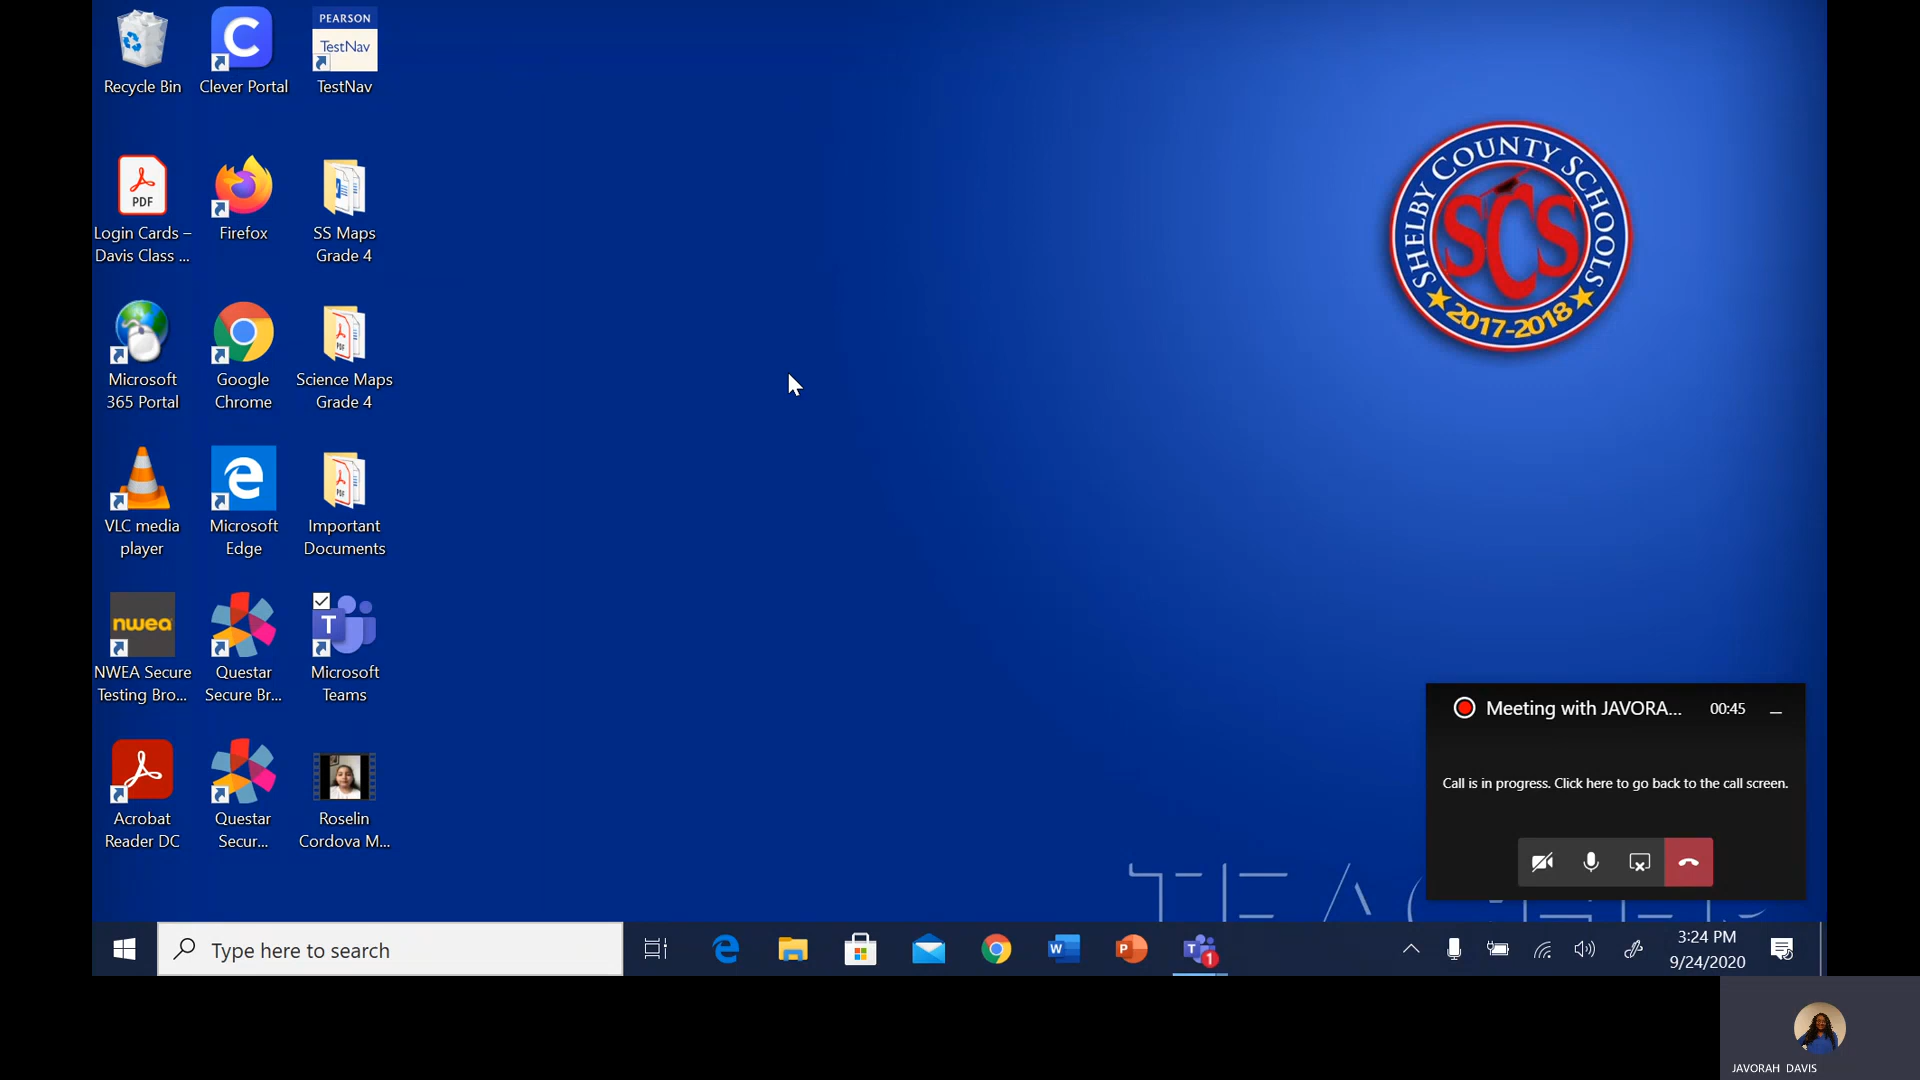 PEARSON
TestNav
Recycle Bin
Clever Portal
TestNav
PDF
Login Cards –
Davis Class ...
Firefox
SS Maps
Grade 4
SHELBY COUNTY SCHOOLS
SCS
2017-2018
Microsoft
365 Portal
Google
Chrome
Science Maps
Grade 4
VLC media
player
Microsoft
Edge
Important
Documents
nwea
NWEA Secure
Testing Bro...
Questar
Secure Br...
Microsoft
Teams
Acrobat
Reader DC
Questar
Secur...
Roselin
Cordova M...
Meeting with JAVORA...
00:45
Call is in progress. Click here to go back to the call screen.
Type here to search
1
3:24 PM
9/24/2020
JAVORAH DAVIS